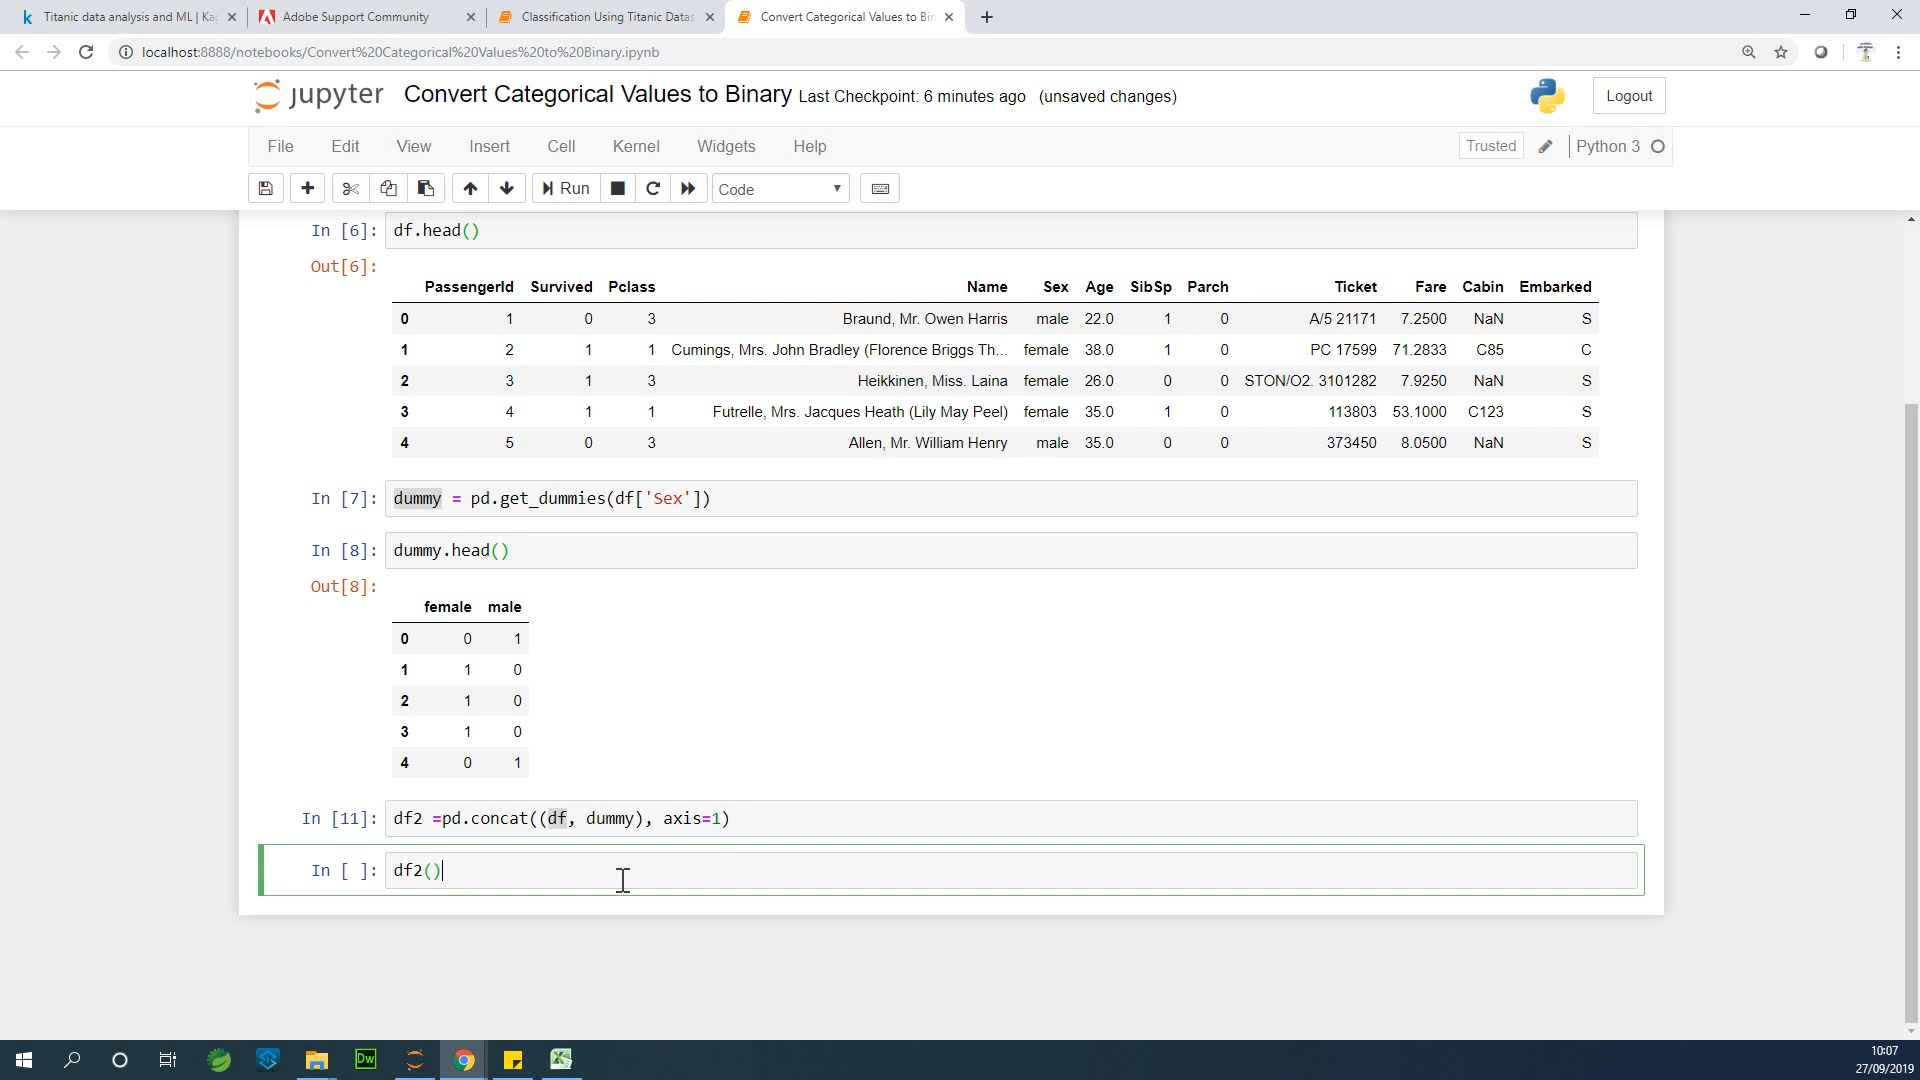 Titanic data analysis and ML | Kag
Adobe Support Community
Classification Using Titanic Datas
Convert Categorical Values to Bin
localhost:8888/notebooks/Convert%20Categorical%20Values%20to%20Binary.ipynb
jupyter Convert Categorical Values to Binary Last Checkpoint: 6 minutes ago (unsaved changes)
Logout
File Edit View Insert Cell Kernel Widgets Help
Trusted Python 3
Run Code
In [6]: df.head()
Out[6]:
PassengerId Survived Pclass Name Sex Age SibSp Parch Ticket Fare Cabin Embarked
0 1 0 3 Braund, Mr. Owen Harris male 22.0 1 0 A/5 21171 7.2500 NaN S
1 2 1 1 Cumings, Mrs. John Bradley (Florence Briggs Th... female 38.0 1 0 PC 17599 71.2833 C85 C
2 3 1 3 Heikkinen, Miss. Laina female 26.0 0 0 STON/O2. 3101282 7.9250 NaN S
3 4 1 1 Futrelle, Mrs. Jacques Heath (Lily May Peel) female 35.0 1 0 113803 53.1000 C123 S
4 5 0 3 Allen, Mr. William Henry male 35.0 0 0 373450 8.0500 NaN S
In [7]: dummy = pd.get_dummies(df['Sex'])
In [8]: dummy.head()
Out[8]:
female male
0 0 1
1 1 0
2 1 0
3 1 0
4 0 1
In [11]: df2 =pd.concat((df, dummy), axis=1)
In [ ]: df2()
Dw
10:07
27/09/2019